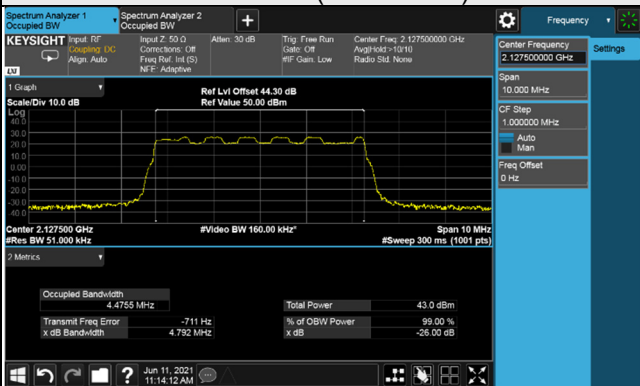 Spectrum Analyzer 1
Occupied BW
Spectrum Analyzer 2
Occupied BW
+
Frequency
KEYSIGHT
Input: RF
Coupling: DC
Align: Auto
Input Z: 50 Ω
Corrections: Off
Freq Ref: Int (S)
NFE: Adaptive
Atten: 30 dB
Trig: Free Run
Gate: Off
#IF Gain: Low
Center Freq: 2.127500000 GHz
Avg|Hold:>10/10
Radio Std: None
LXI
Center Frequency
2.127500000 GHz
Settings
Span
10.000 MHz
CF Step
1.000000 MHz
Auto
Man
Freq Offset
0 Hz
1 Graph
Scale/Div 10.0 dB
Ref Lvl Offset 44.30 dB
Ref Value 50.00 dBm
Log
40.0
30.0
20.0
10.0
0.00
-10.0
-20.0
-30.0
-40.0
Center 2.127500 GHz
#Res BW 51.000 kHz
#Video BW 160.00 kHz*
Span 10 MHz
#Sweep 300 ms (1001 pts)
2 Metrics
Occupied Bandwidth
4.4755 MHz
Transmit Freq Error -711 Hz
x dB Bandwidth 4.792 MHz
Total Power 43.0 dBm
% of OBW Power 99.00 %
x dB -26.00 dB
?
Jun 11, 2021
11:14:12 AM